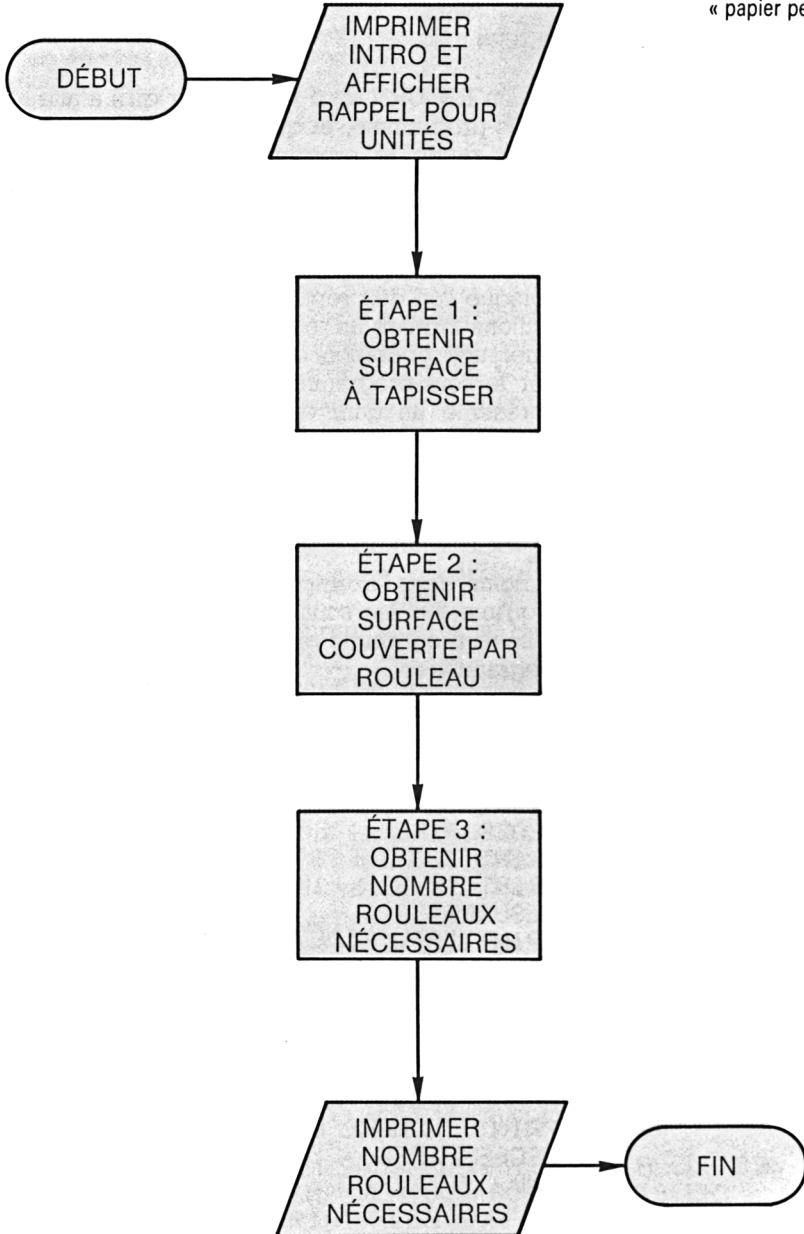 « papier
DÉBUT
IMPRIMER
INTRO ET
AFFICHER
RAPPEL POUR
UNITÉS
ÉTAPE 1 :
OBTENIR
SURFACE
À TAPISSER
ÉTAPE 2 :
OBTENIR
SURFACE
COUVERTE PAR
ROULEAU
ÉTAPE 3 :
OBTENIR
NOMBRE
ROULEAUX
NÉCESSAIRES
IMPRIMER
NOMBRE
ROULEAUX
NÉCESSAIRES
FIN